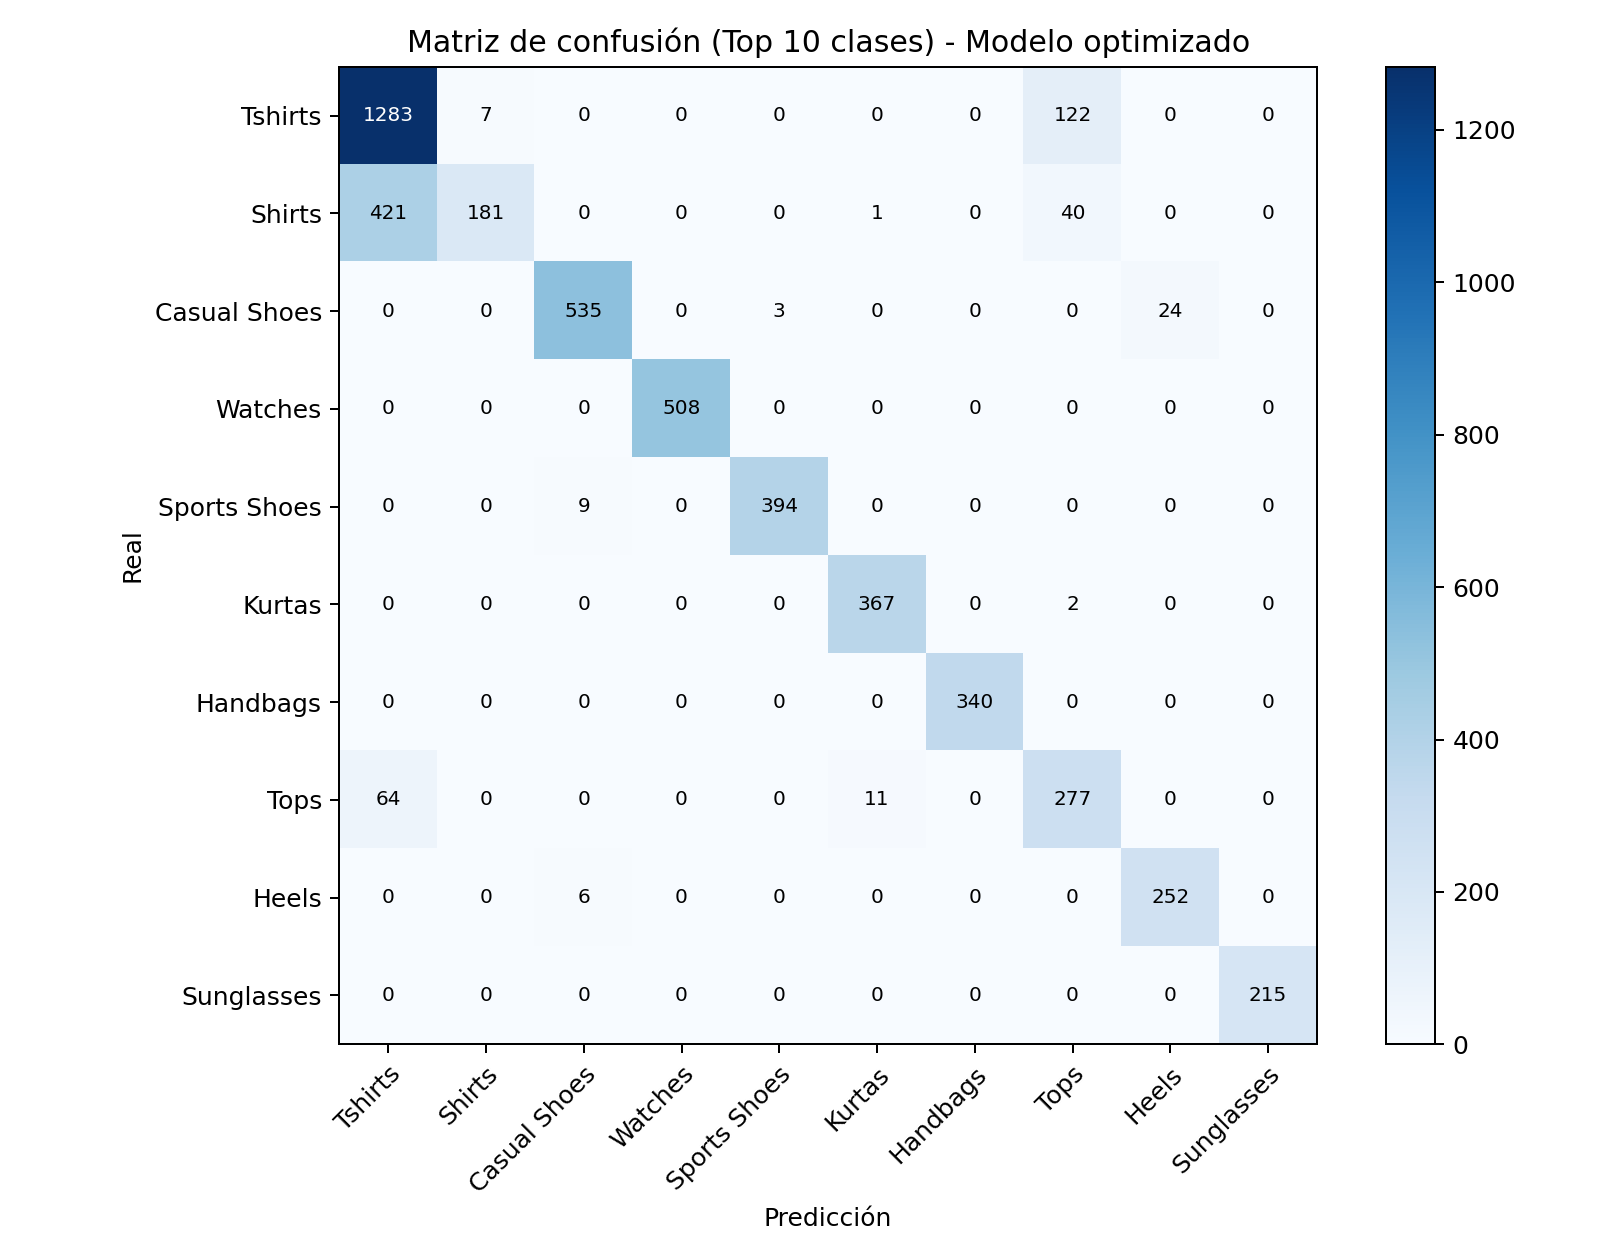 Matriz de confusión (Top 10 clases) - Modelo optimizado
Tshirts 1283 7 0 0 0 0 0 122 0 0
Shirts 421 181 0 0 0 1 0 40 0 0
Casual Shoes 0 0 535 0 3 0 0 0 24 0
Watches 0 0 0 508 0 0 0 0 0 0
Sports Shoes 0 0 9 0 394 0 0 0 0 0
Kurtas 0 0 0 0 0 367 0 2 0 0
Handbags 0 0 0 0 0 0 340 0 0 0
Tops 64 0 0 0 0 11 0 277 0 0
Heels 0 0 6 0 0 0 0 0 252 0
Sunglasses 0 0 0 0 0 0 0 0 0 215
Real
Tshirts Shirts Casual Shoes Watches Sports Shoes Kurtas Handbags Tops Heels Sunglasses
Predicción
1200
1000
800
600
400
200
0